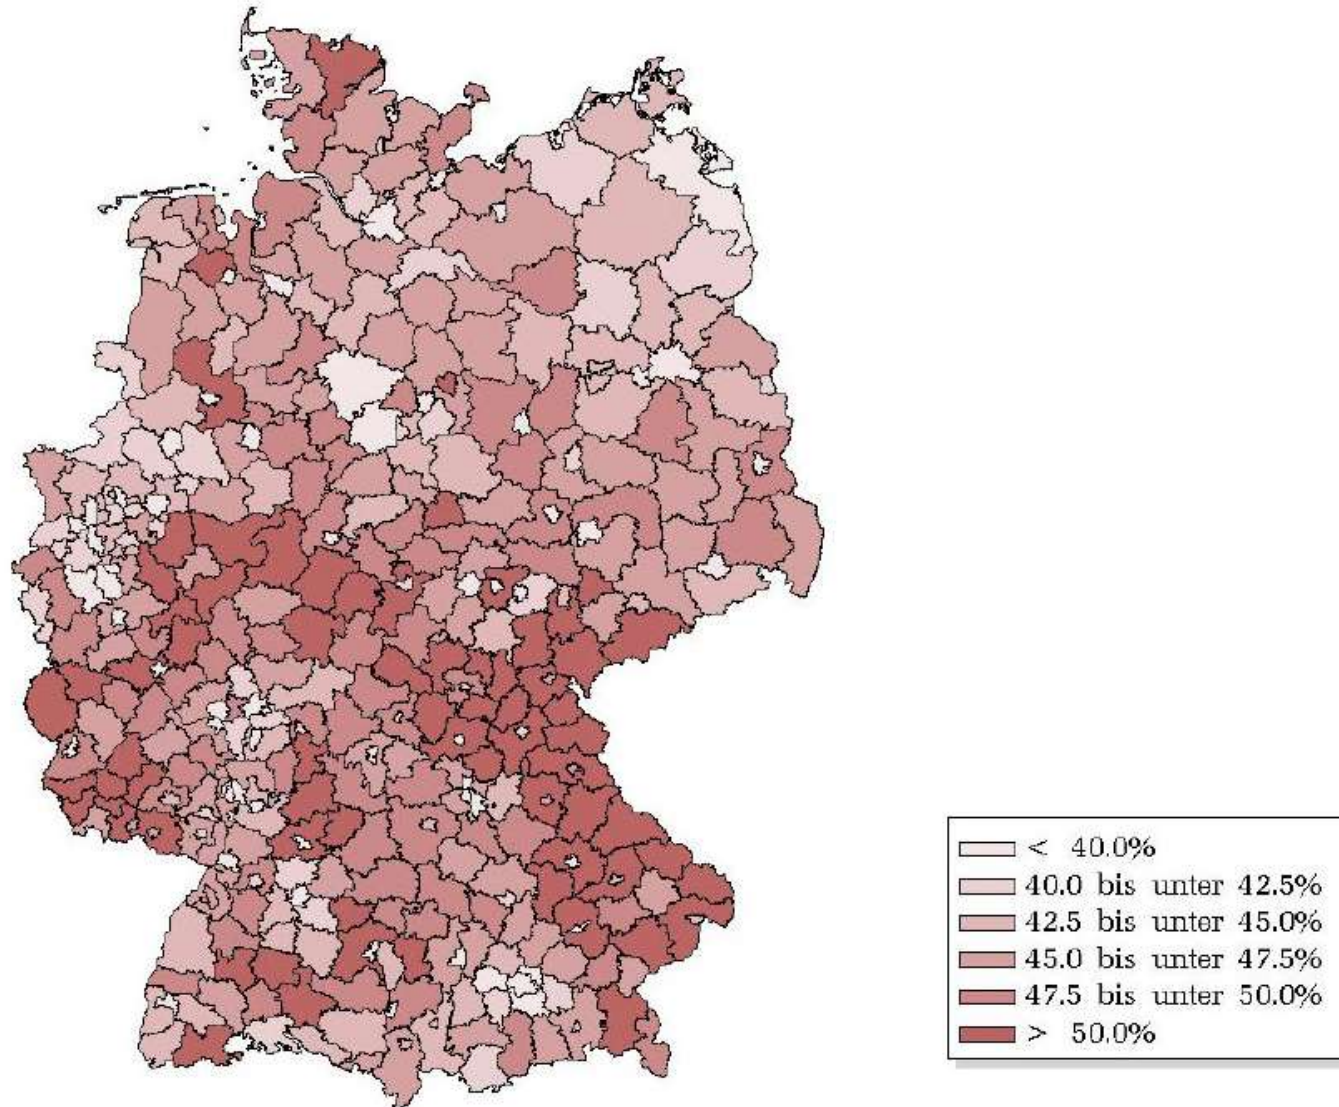 < 40.0%
40.0 bis unter 42.5%
42.5 bis unter 45.0%
45.0 bis unter 47.5%
47.5 bis unter 50.0%
> 50.0%